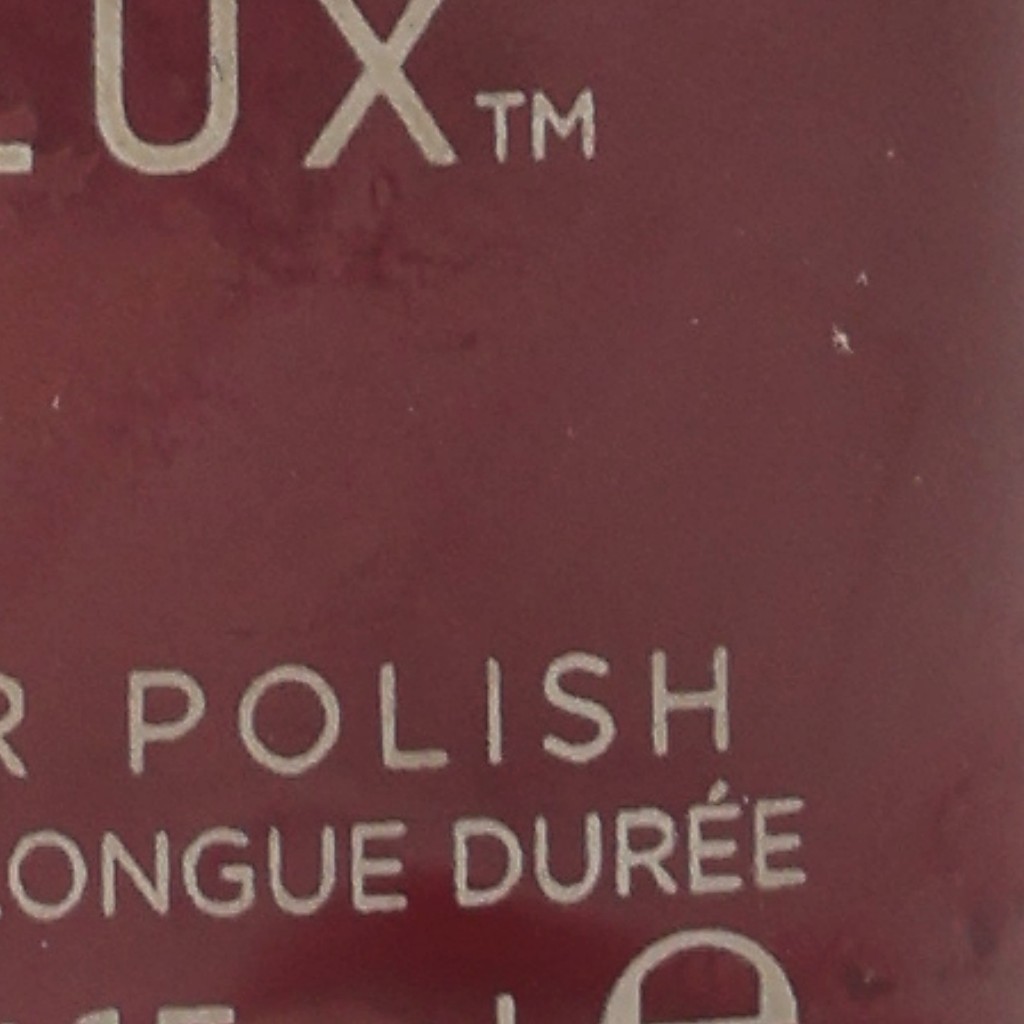 LUX™
R POLISH
LONGUE DURÉE
e